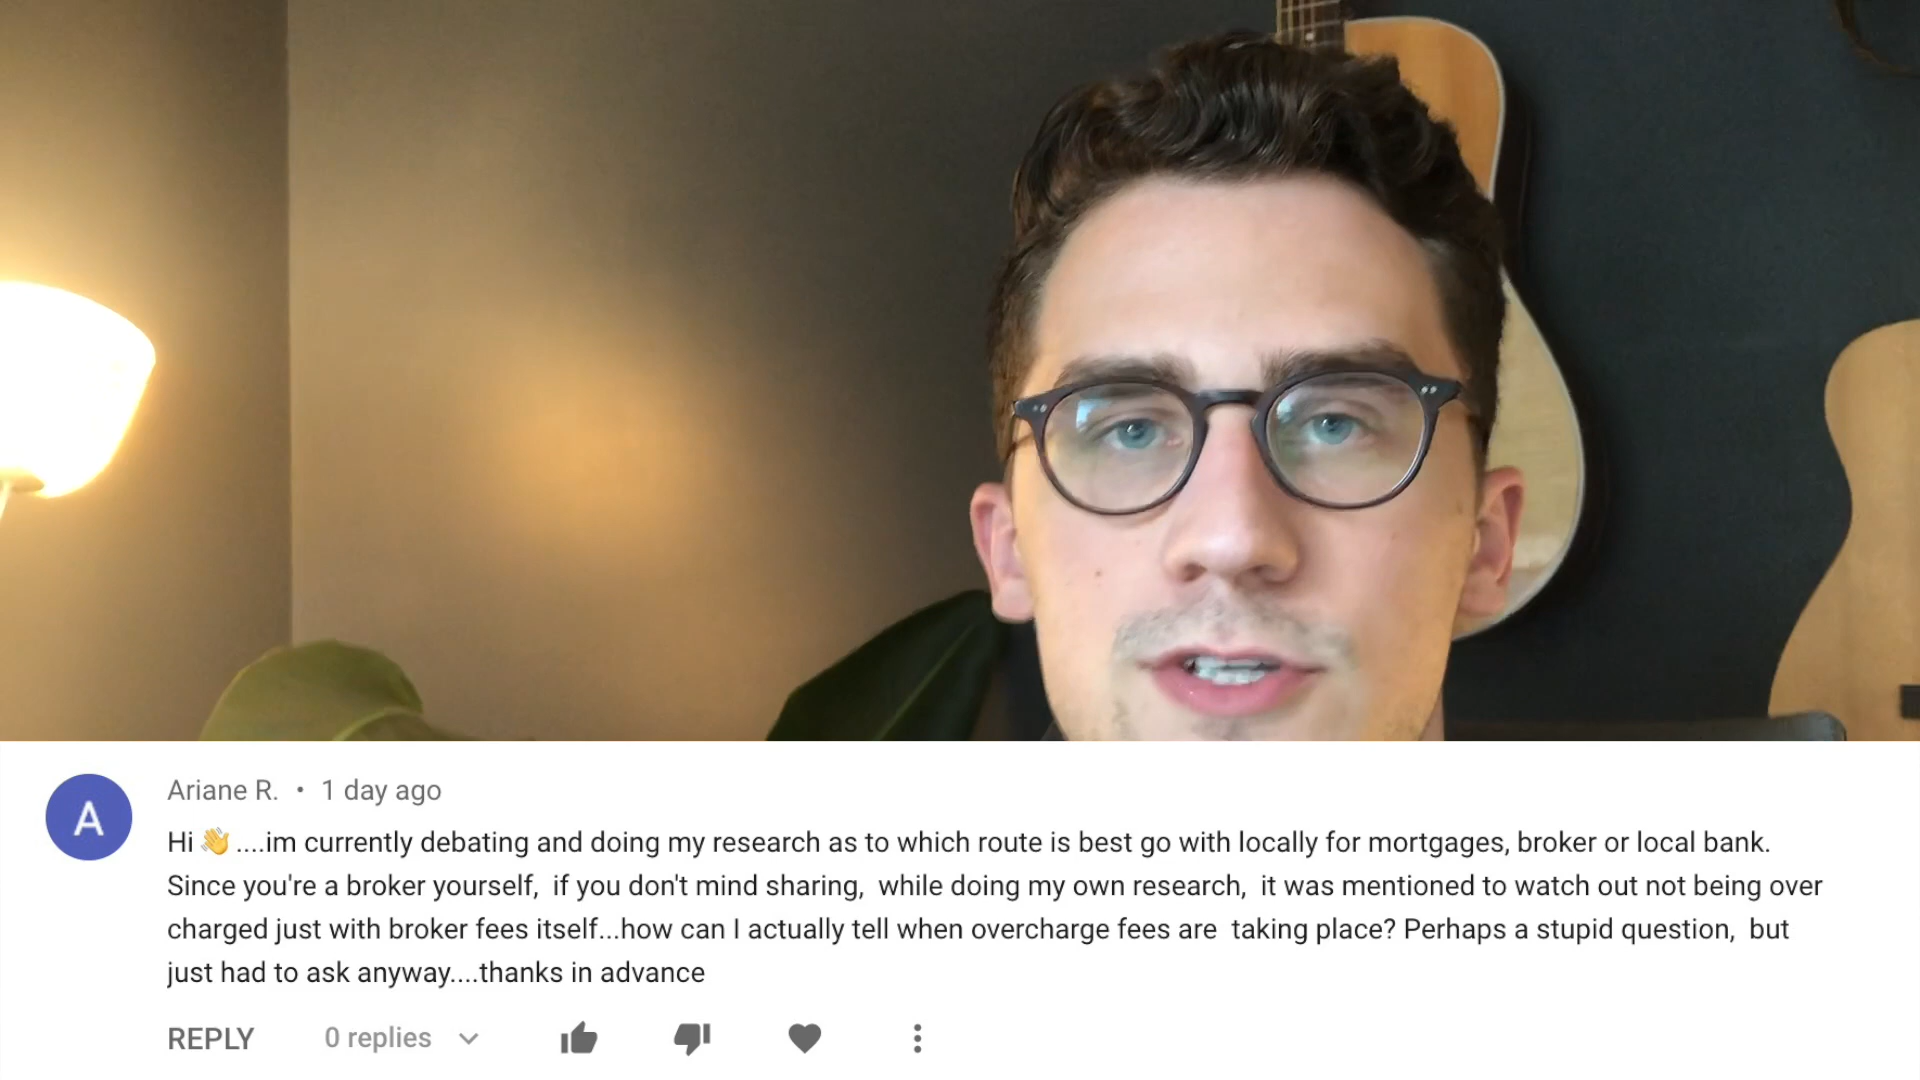 A
Ariane R. • 1 day ago
Hi 👋 ....im currently debating and doing my research as to which route is best go with locally for mortgages, broker or local bank.
Since you're a broker yourself, if you don't mind sharing, while doing my own research, it was mentioned to watch out not being over
charged just with broker fees itself...how can I actually tell when overcharge fees are taking place? Perhaps a stupid question, but
just had to ask anyway....thanks in advance
REPLY 0 replies